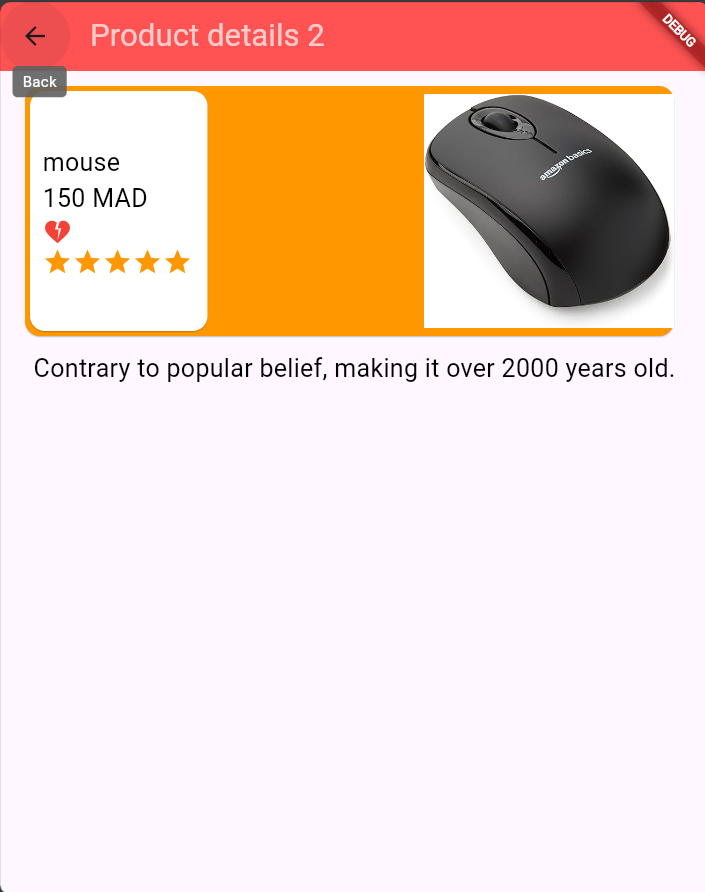 Product details 2
DEBUG
Back
mouse
150 MAD
amazon basics
Contrary to popular belief, making it over 2000 years old.